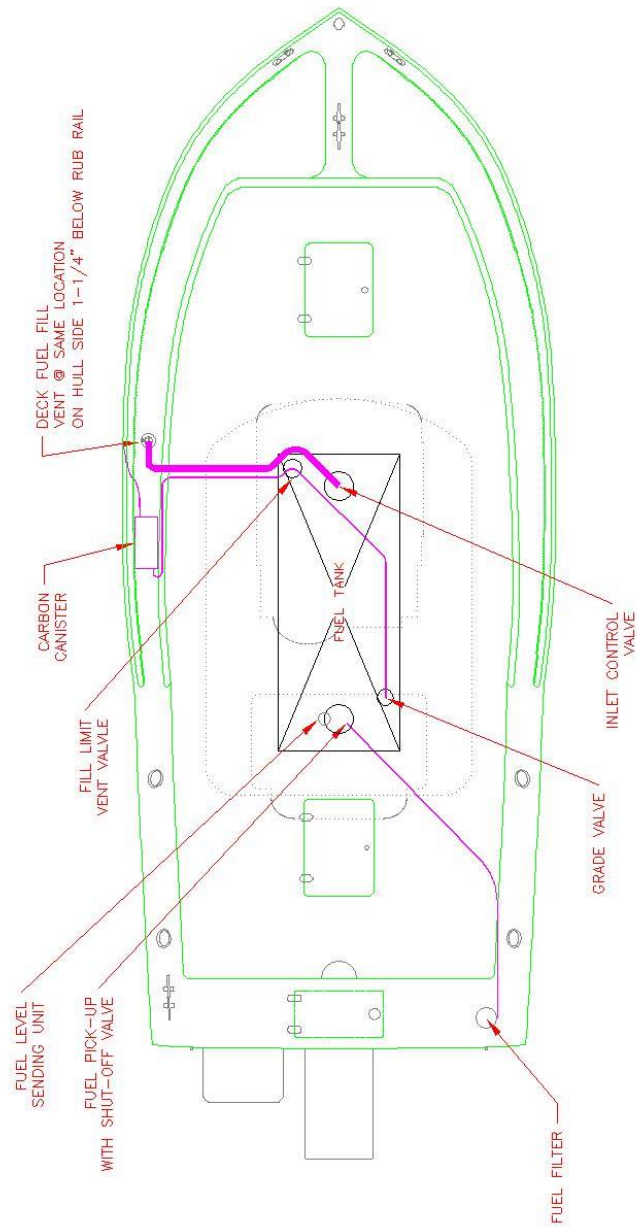 DECK FUEL FILL
VENT @ SAME LOCATION
ON HULL SIDE 1-1/4" BELOW RUB RAIL
CARBON
CANISTER
FILL LIMIT
VENT VALVLE
FUEL LEVEL
SENDING UNIT
FUEL PICK-UP
WITH SHUT-OFF VALVE
FUEL TANK
INLET CONTROL
VALVE
GRADE VALVE
FUEL FILTER